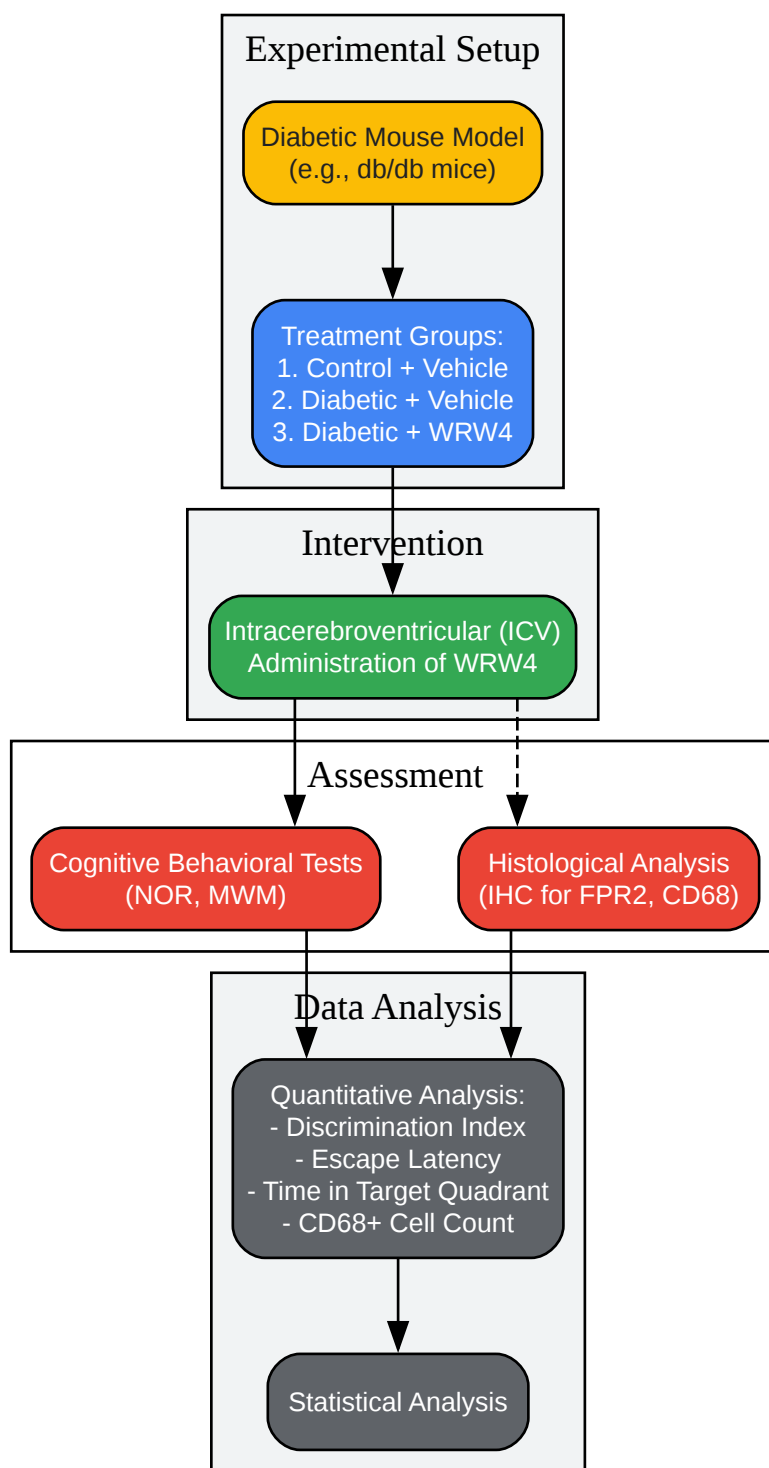 Experimental Setup
Diabetic Mouse Model
(e.g., db/db mice)
Treatment Groups:
1. Control + Vehicle
2. Diabetic + Vehicle
3. Diabetic + WRW4
Intervention
Intracerebroventricular (ICV)
Administration of WRW4
Assessment
Cognitive Behavioral Tests
(NOR, MWM)
Histological Analysis
(IHC for FPR2, CD68)
Data Analysis
Quantitative Analysis:
- Discrimination Index
- Escape Latency
- Time in Target Quadrant
- CD68+ Cell Count
Statistical Analysis